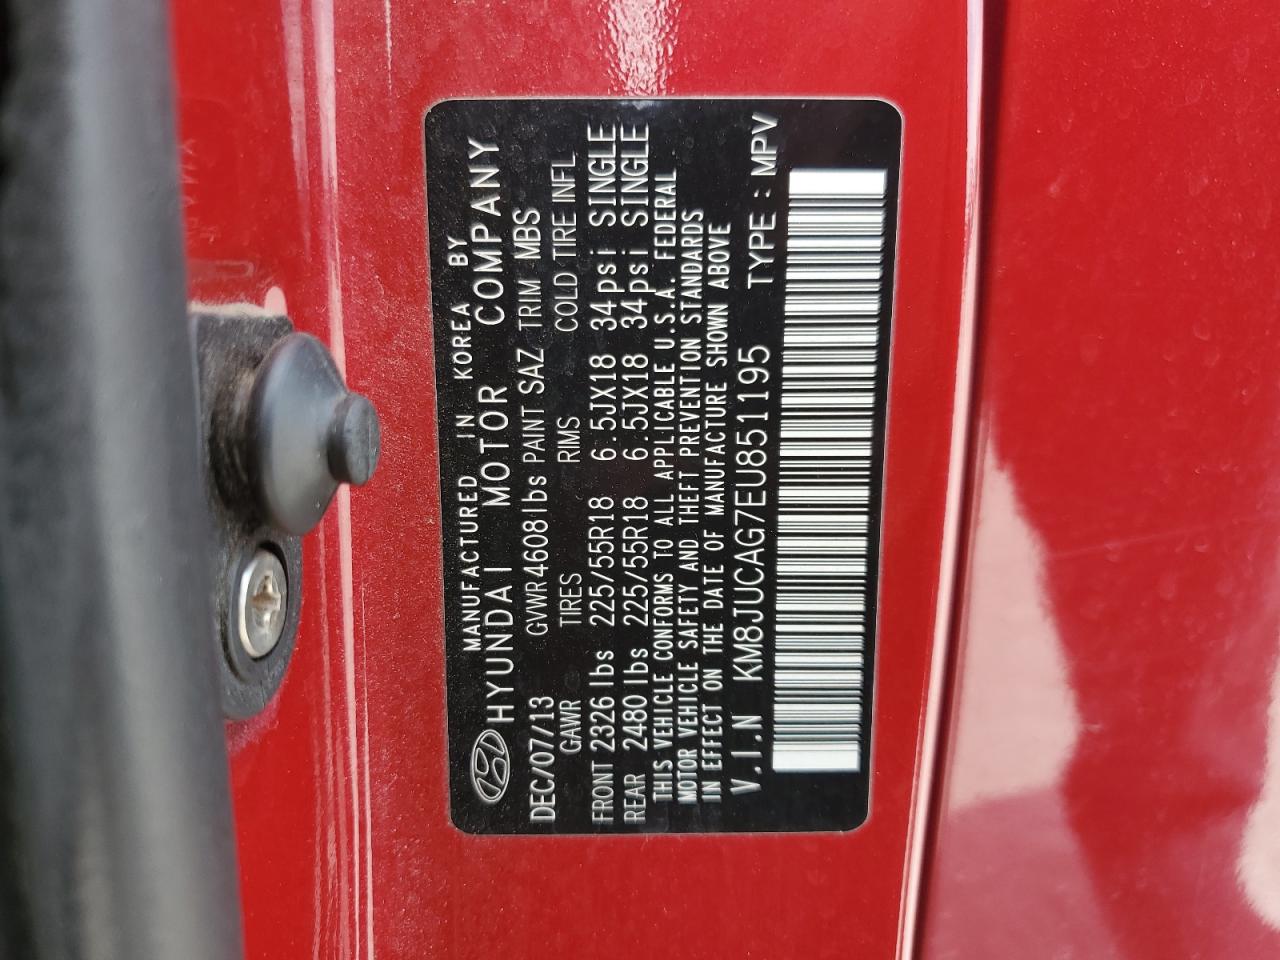 MANUFACTURED IN KOREA BY
HYUNDAI MOTOR COMPANY
DEC/07/13 GVWR 4608lbs PAINT SAZ TRIM MBS
GAWR TIRES RIMS COLD TIRE INFL
FRONT 2326 lbs 225/55R18 6.5JX18 34psi SINGLE
REAR 2480 lbs 225/55R18 6.5JX18 34psi SINGLE
THIS VEHICLE CONFORMS TO ALL APPLICABLE U.S.A. FEDERAL
MOTOR VEHICLE SAFETY AND THEFT PREVENTION STANDARDS
IN EFFECT ON THE DATE OF MANUFACTURE SHOWN ABOVE
V.I.N KM8JUCAG7EU851195 TYPE : MPV